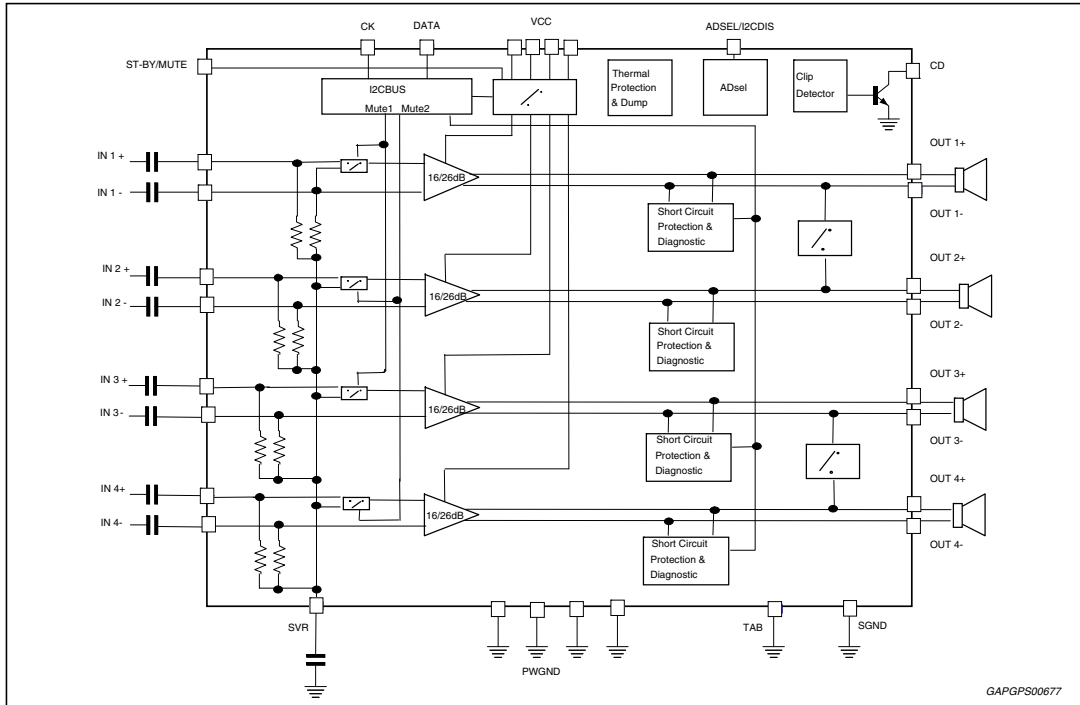 CK
DATA
VCC
ADSEL/I2CDIS
ST-BY/MUTE
CD
I2CBUS
Mute1 Mute2
Thermal
Protection
& Dump
ADsel
Clip
Detector
IN 1 +
IN 1 -
16/26dB
OUT 1+
OUT 1-
Short Circuit
Protection &
Diagnostic
IN 2 +
IN 2 -
16/26dB
OUT 2+
OUT 2-
Short Circuit
Protection &
Diagnostic
IN 3 +
IN 3 -
16/26dB
OUT 3+
OUT 3-
Short Circuit
Protection &
Diagnostic
IN 4+
IN 4-
16/26dB
OUT 4+
OUT 4-
Short Circuit
Protection &
Diagnostic
SVR
PWGND
TAB
SGND
GAPGPS00677